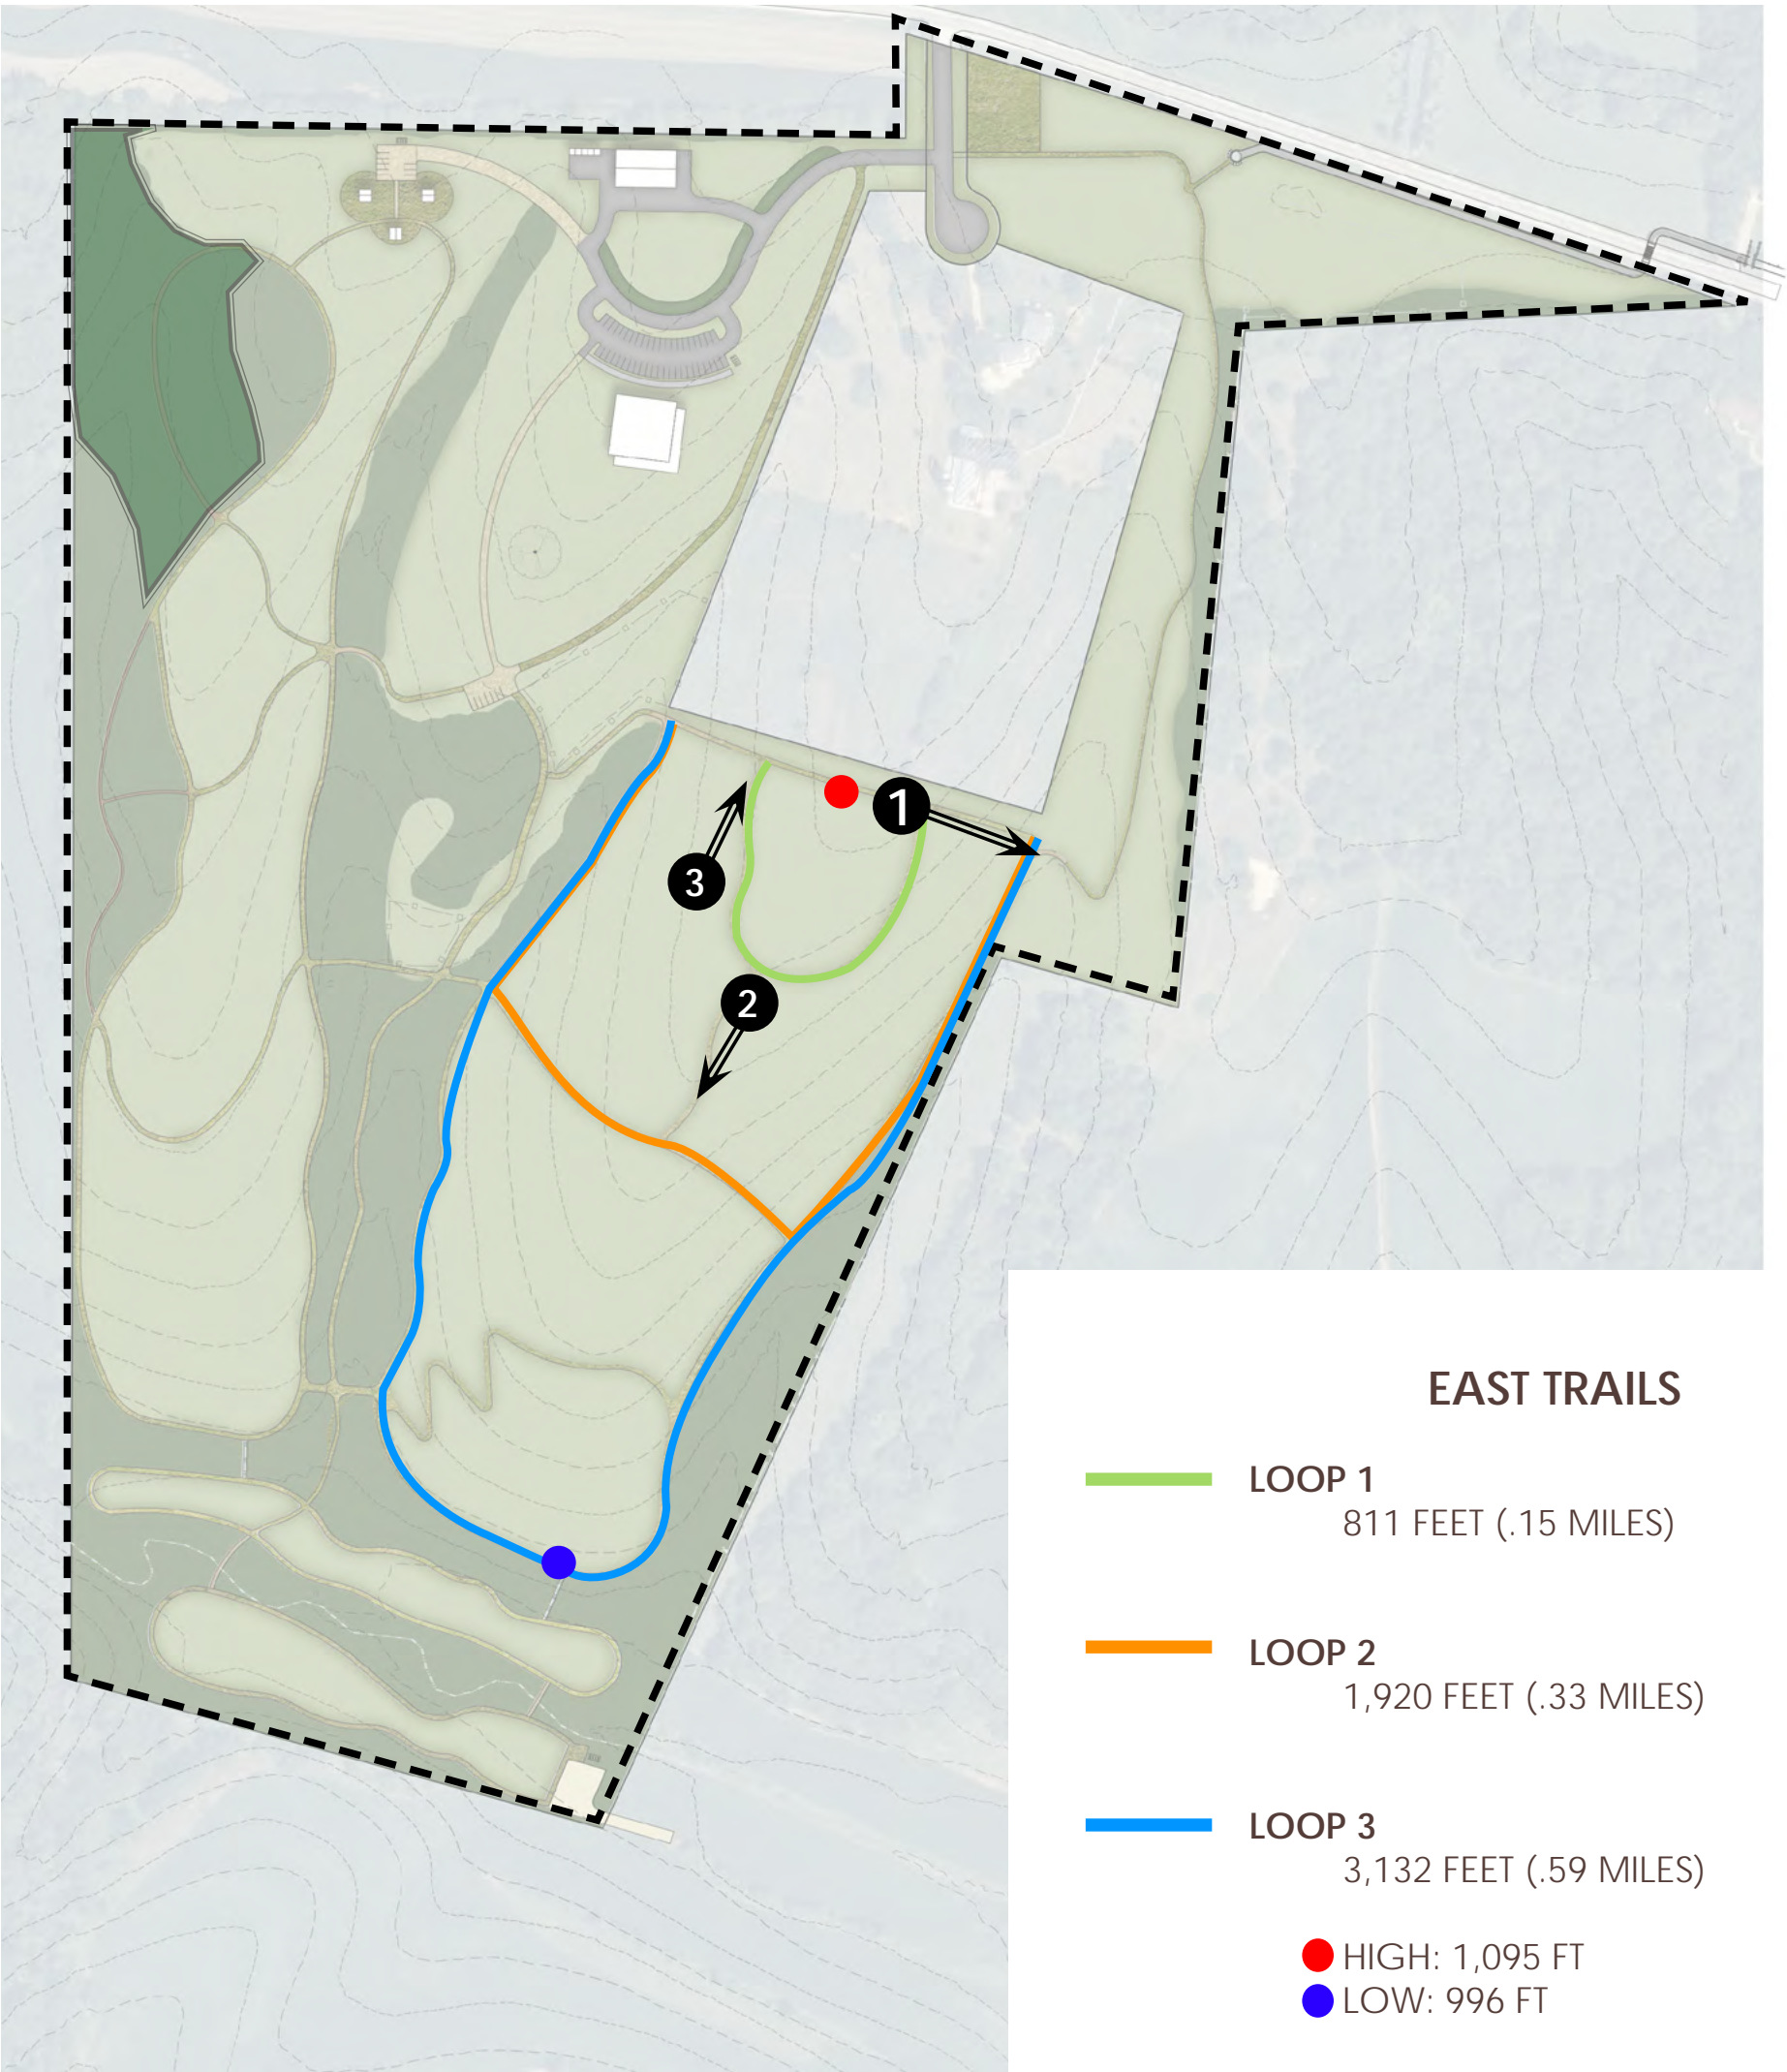 1
3
2
EAST TRAILS
LOOP 1
811 FEET (.15 MILES)
LOOP 2
1,920 FEET (.33 MILES)
LOOP 3
3,132 FEET (.59 MILES)
HIGH: 1,095 FT
LOW: 996 FT